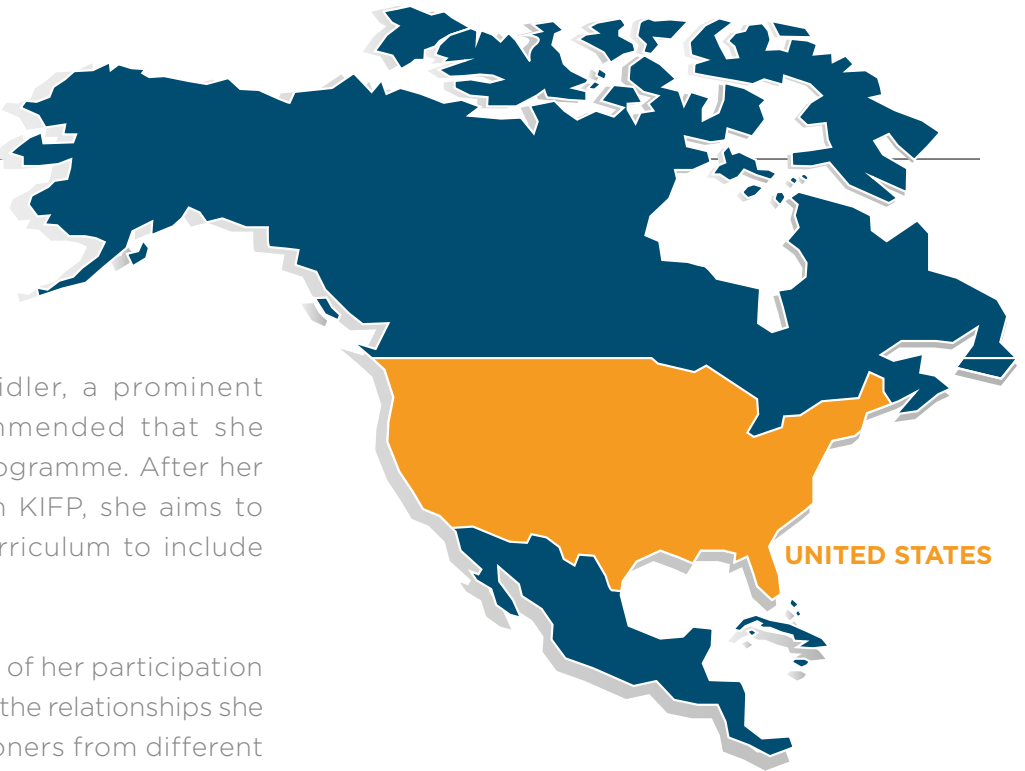 idler, a prominent
nmended that she
ogramme. After her
n KIFP, she aims to
rriculum to include
of her participation
the relationships she
oners from different
UNITED STATES